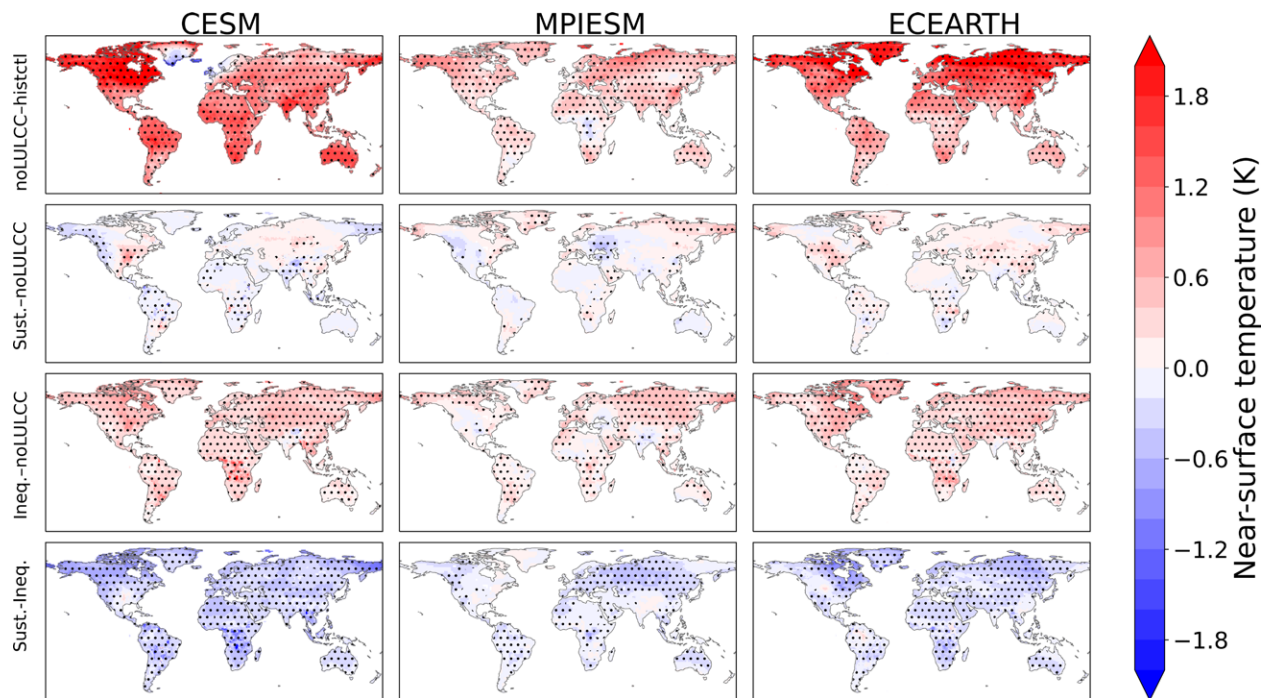 CESM MPIESM ECEARTH
noLULCC–histctl
Sust.–noLULCC
Ineq.–noLULCC
Sust.–Ineq.
1.8
1.2
0.6
0.0
−0.6
−1.2
−1.8
Near-surface temperature (K)